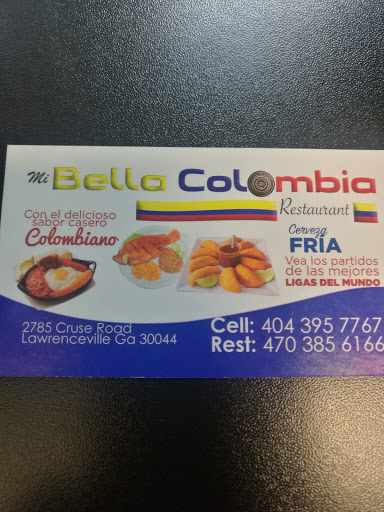 Mi Bella Colombia
Restaurant
Con el delicioso
sabor casero
Colombiano
Cerveza
FRÍA
Vea los partidos
de las mejores
LIGAS DEL MUNDO
2785 Cruse Road
Lawrenceville Ga 30044
Cell: 404 395 7767
Rest: 470 385 6166